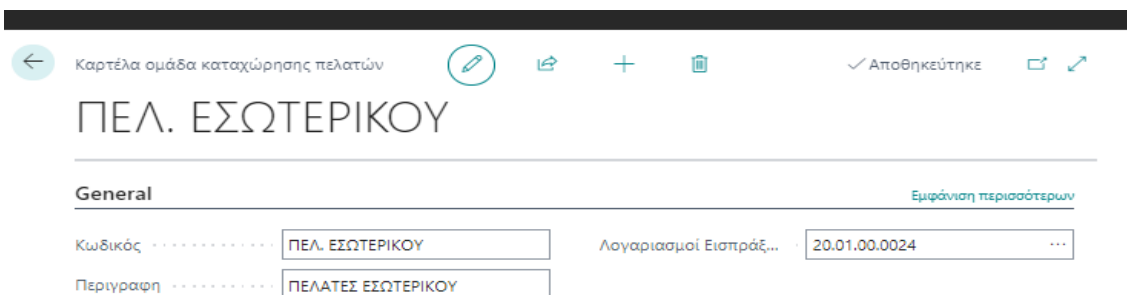 Καρτέλα ομάδα καταχώρησης πελατών Αποθηκεύτηκε
ΠΕΛ. ΕΣΩΤΕΡΙΚΟΥ
General Εμφάνιση περισσότερων
Κωδικός ΠΕΛ. ΕΣΩΤΕΡΙΚΟΥ Λογαριασμοί Εισπράξ... 20.01.00.0024 ...
Περιγραφη ΠΕΛΑΤΕΣ ΕΣΩΤΕΡΙΚΟΥ